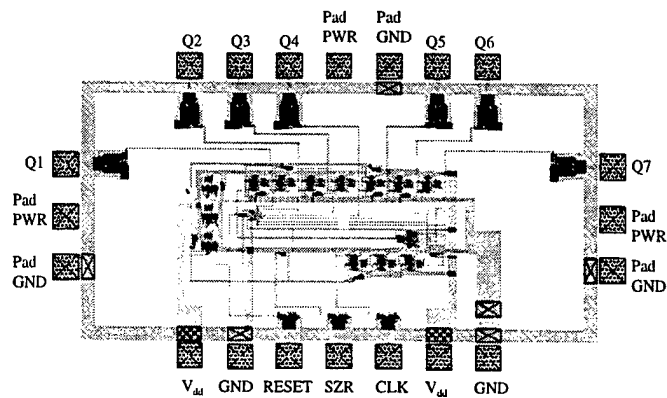 Pad PWR
Pad GND
Q2 Q3 Q4 Q5 Q6
Q1 Q7
Pad PWR
Pad PWR
Pad GND
Pad GND
Vdd GND RESET SZR CLK Vdd GND